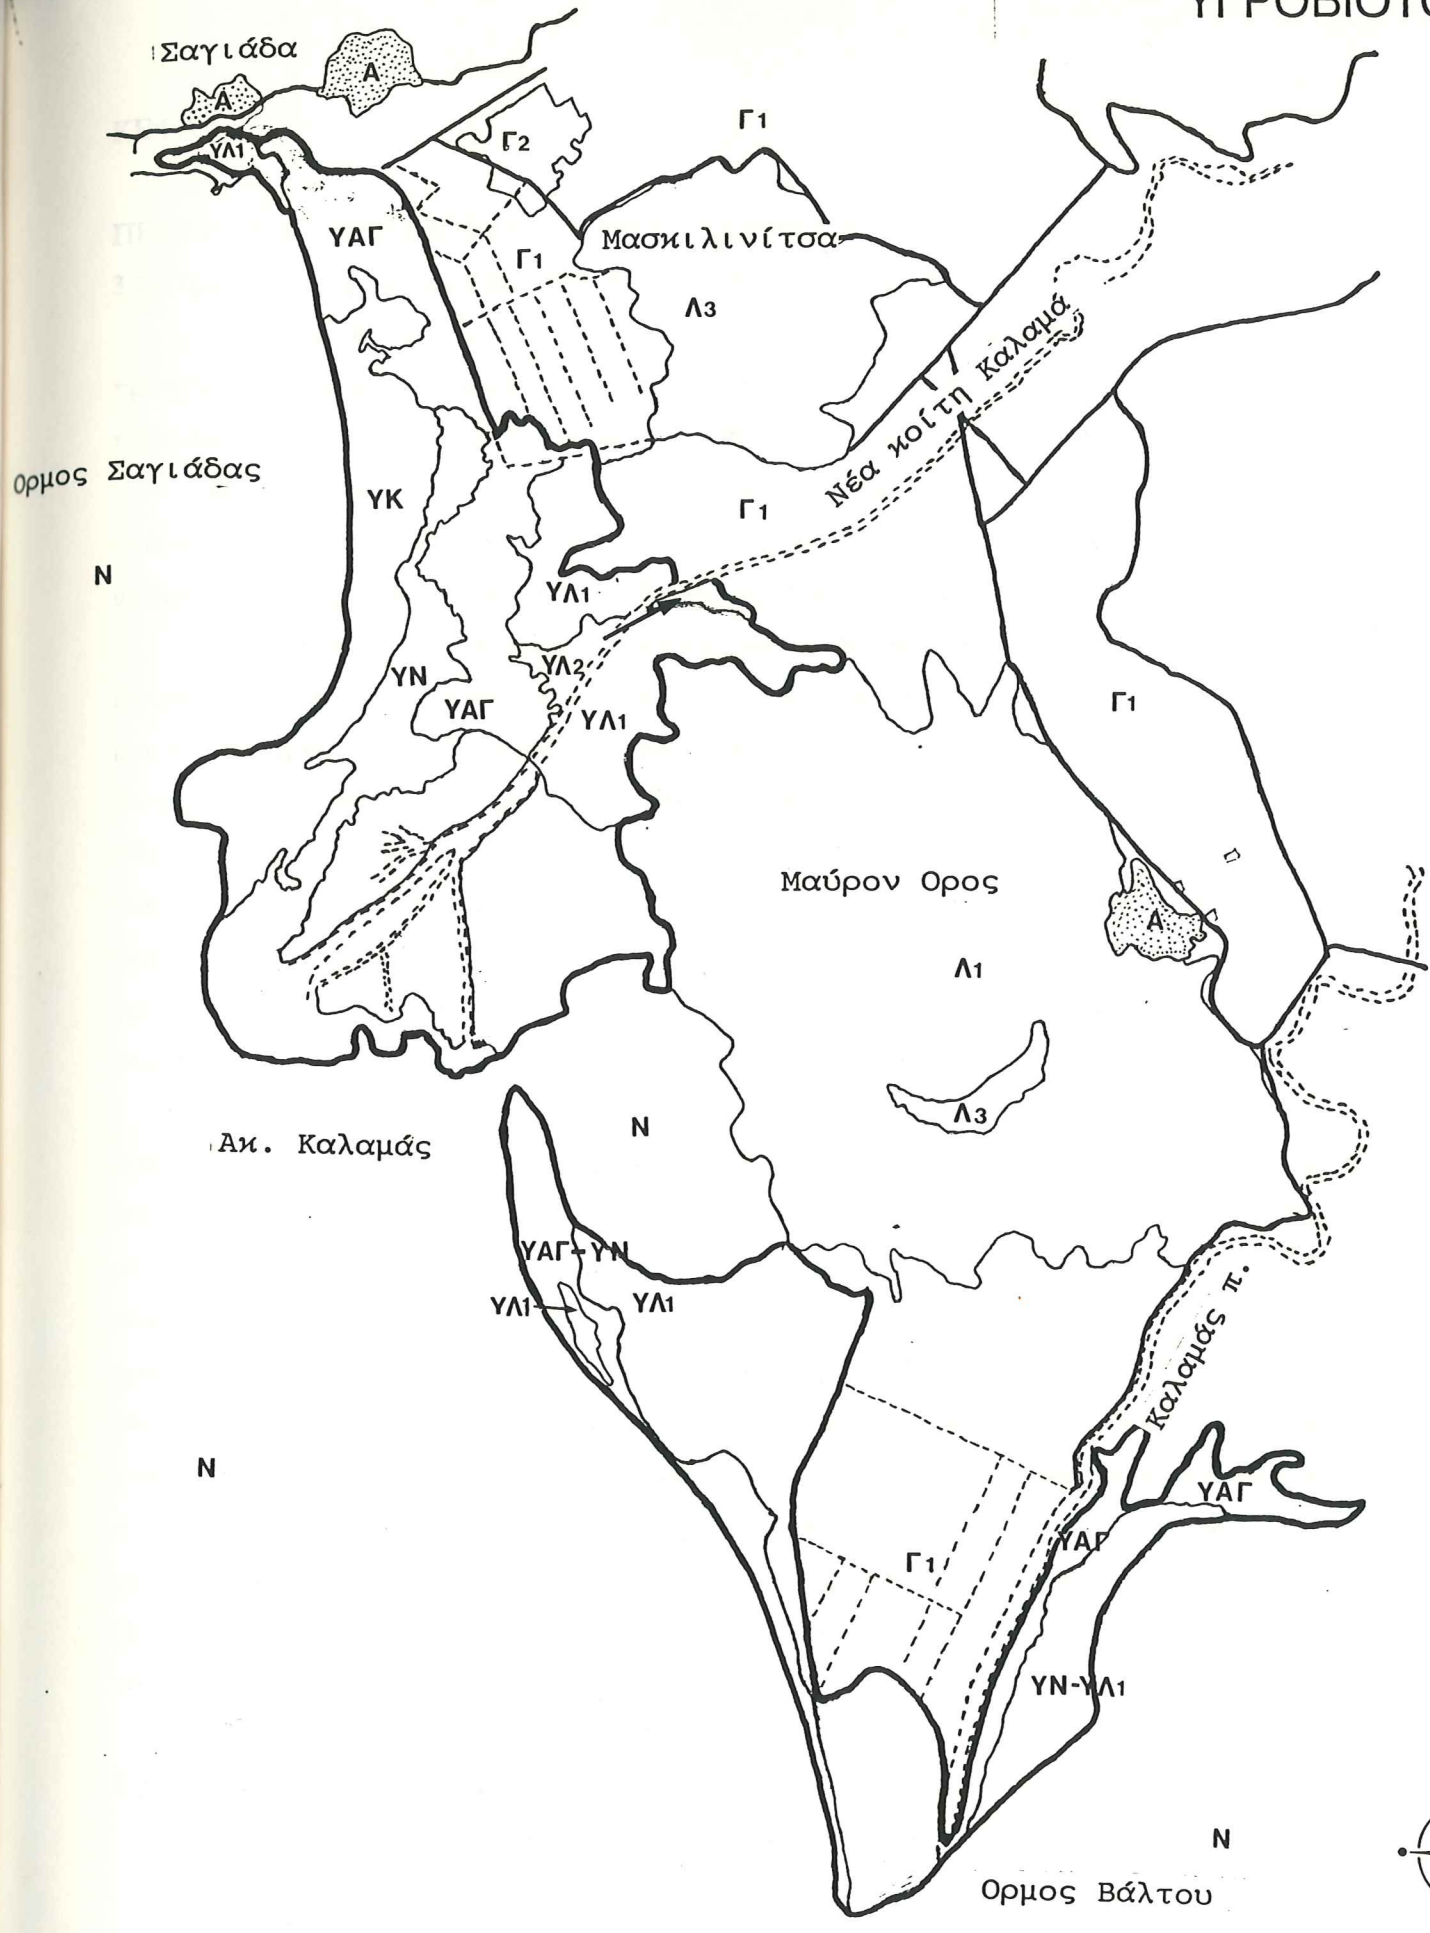 Σαγιάδα
Α
Α
ΥΛ1
Γ2
Γ1
ΥΑΓ
Μασκιλινίτσα
Γ1
Λ3
Νέα κοίτη Καλαμά
Ορμος Σαγιάδας
ΥΚ
Γ1
Ν
ΥΛ1
ΥΛ2
ΥΝ
ΥΑΓ
ΥΛ1
Γ1
Μαύρον Ορος
Α
Λ1
Λ3
Ν
Ακ. Καλαμάς
ΥΑΓ-ΥΝ
ΥΛ1
ΥΛ1
Καλαμάς π.
Ν
ΥΑΓ
ΥΑΓ
Γ1
ΥΝ-ΥΛ1
Ν
Ορμος Βάλτου